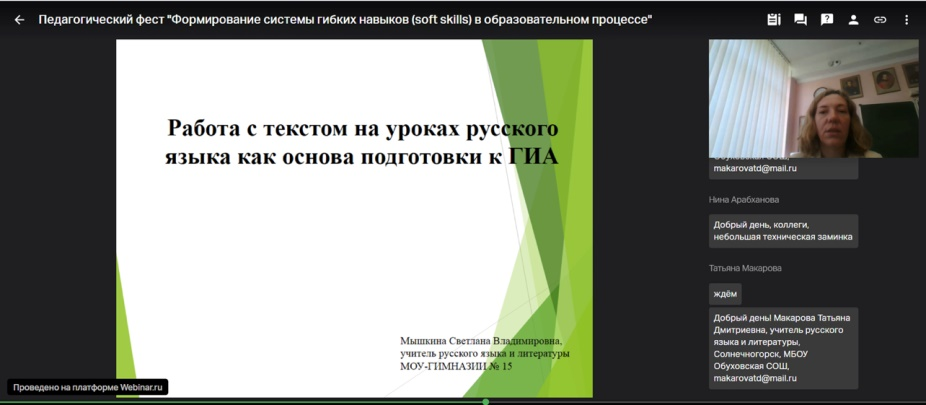 Педагогический фест "Формирование системы гибких навыков (soft skills) в образовательном процессе"
Работа с текстом на уроках русского
языка как основа подготовки к ГИА
Мышкина Светлана Владимировна,
учитель русского языка и литературы
МОУ-ГИМНАЗИИ № 15
Проведено на платформе Webinar.ru
Обуховская СОШ,
makarovatd@mail.ru
Нина Арабханова
Добрый день, коллеги,
небольшая техническая заминка
Татьяна Макарова
ждём
Добрый день! Макарова Татьяна
Дмитриевна, учитель русского
языка и литературы,
Солнечногорск, МБОУ
Обуховская СОШ,
makarovatd@mail.ru